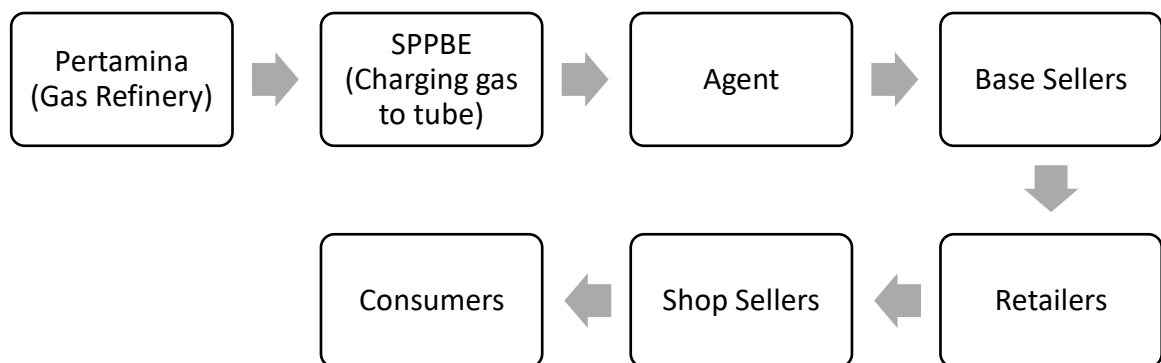 Pertamina
(Gas Refinery)
SPPBE
(Charging gas
to tube)
Agent
Base Sellers
Retailers
Shop Sellers
Consumers